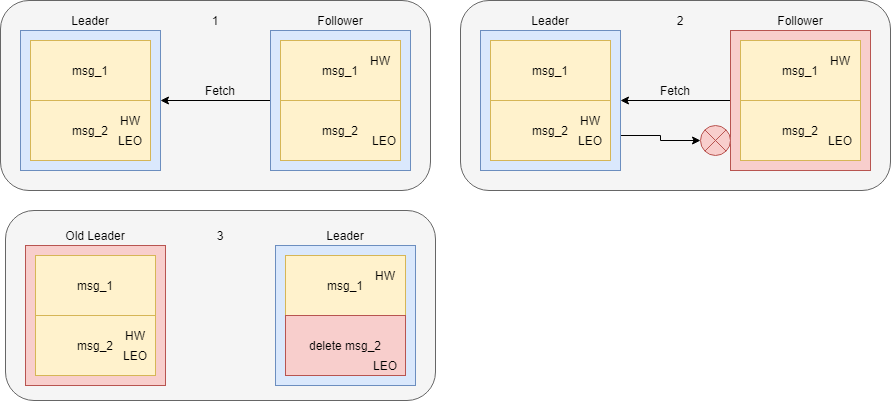 Leader
1
Follower
msg_1
msg_2
HW
LEO
Fetch
msg_1
HW
msg_2
LEO
Leader
2
Follower
msg_1
msg_2
HW
LEO
Fetch
msg_1
HW
msg_2
LEO
Old Leader
3
Leader
msg_1
msg_2
HW
LEO
msg_1
HW
delete msg_2
LEO